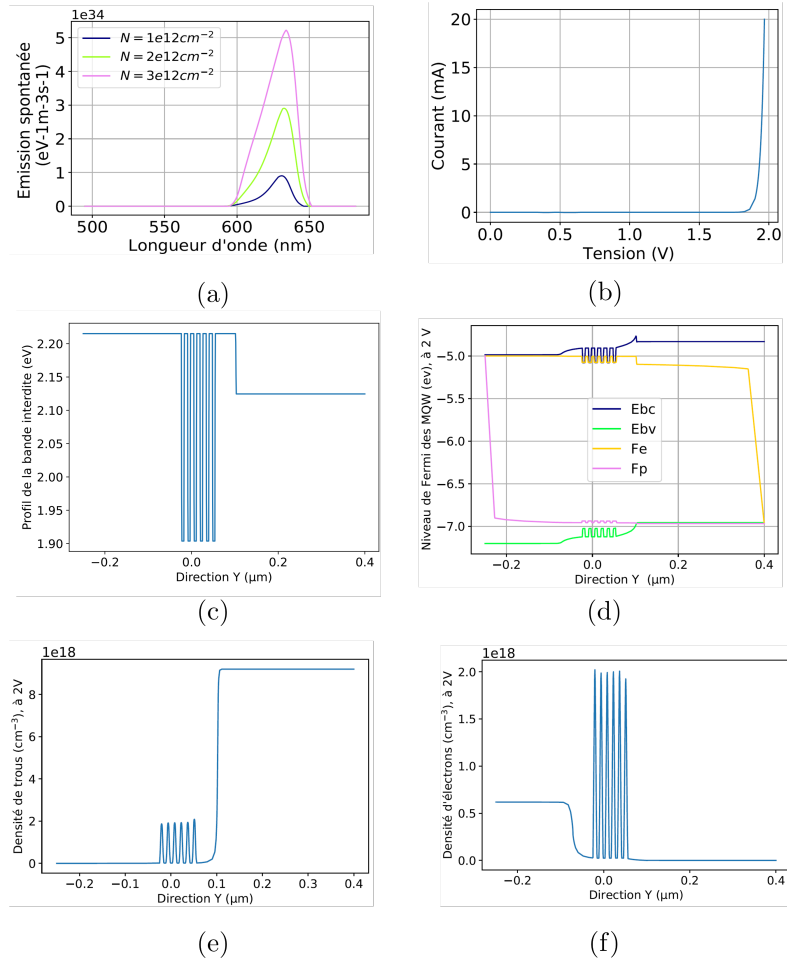 1e34
N = 1e12cm⁻²
N = 2e12cm⁻²
N = 3e12cm⁻²
5
4
3
2
1
0
Emission spontanée
(eV-1m-3s-1)
500 550 600 650
Longueur d'onde (nm)
(a)
20
15
10
5
0
Courant (mA)
0.0 0.5 1.0 1.5 2.0
Tension (V)
(b)
2.20
2.15
2.10
2.05
2.00
1.95
1.90
Profil de la bande interdite (eV)
−0.2 0.0 0.2 0.4
Direction Y (µm)
(c)
−5.0
−5.5
−6.0
−6.5
−7.0
Niveau de Fermi des MQW (ev), à 2 V
Ebc
Ebv
Fe
Fp
−0.2 0.0 0.2 0.4
Direction Y (µm)
(d)
1e18
8
6
4
2
0
Densité de trous (cm⁻³), à 2V
−0.2 −0.1 0.0 0.1 0.2 0.3 0.4
Direction Y (µm)
(e)
1e18
2.0
1.5
1.0
0.5
0.0
Densité d'électrons (cm⁻³), à 2V
−0.2 0.0 0.2 0.4
Direction Y (µm)
(f)